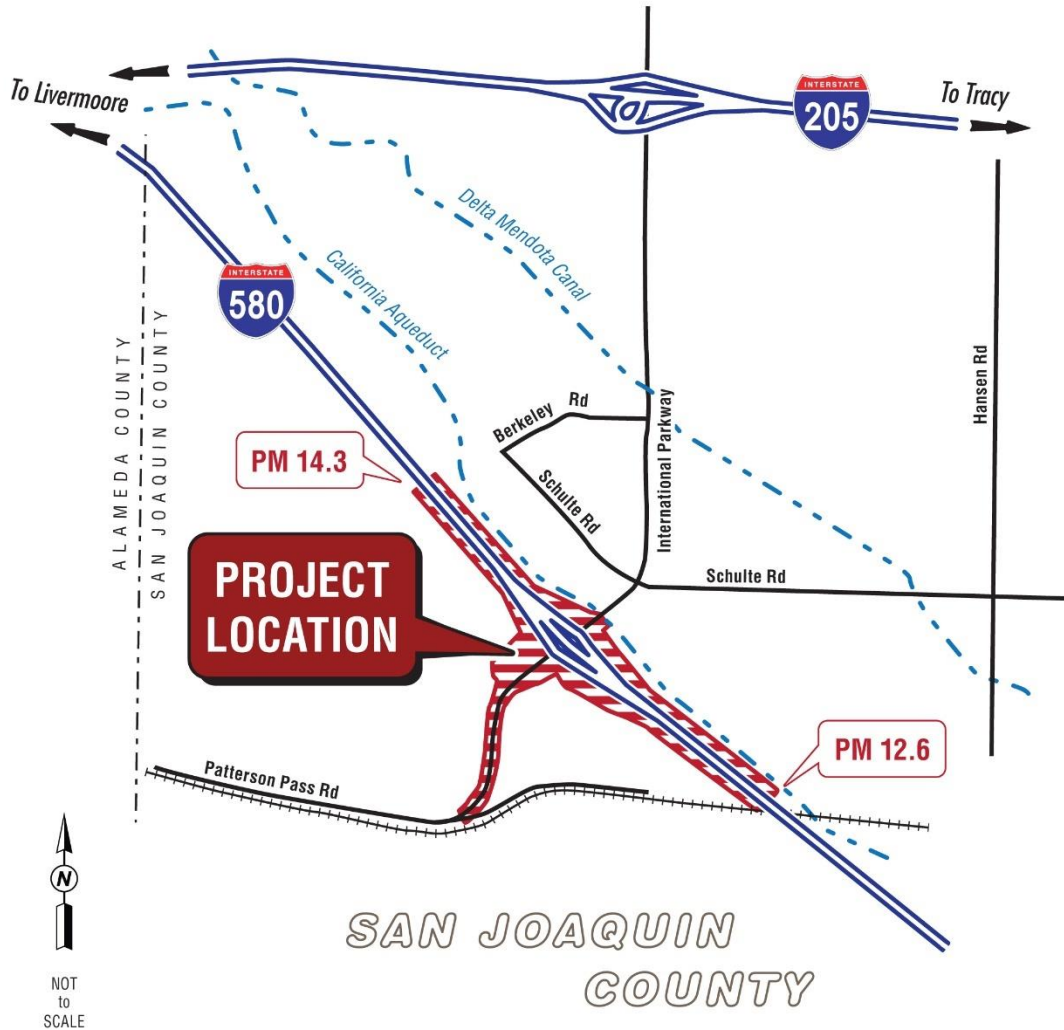 To Livermoore
INTERSTATE
205
To Tracy
INTERSTATE
580
Delta Mendota Canal
California Aqueduct
ALAMEDA COUNTY
SAN JOAQUIN COUNTY
Hansen Rd
International Parkway
Berkeley Rd
Schulte Rd
Schulte Rd
PM 14.3
PROJECT
LOCATION
PM 12.6
Patterson Pass Rd
N
NOT
to
SCALE
SAN JOAQUIN
COUNTY